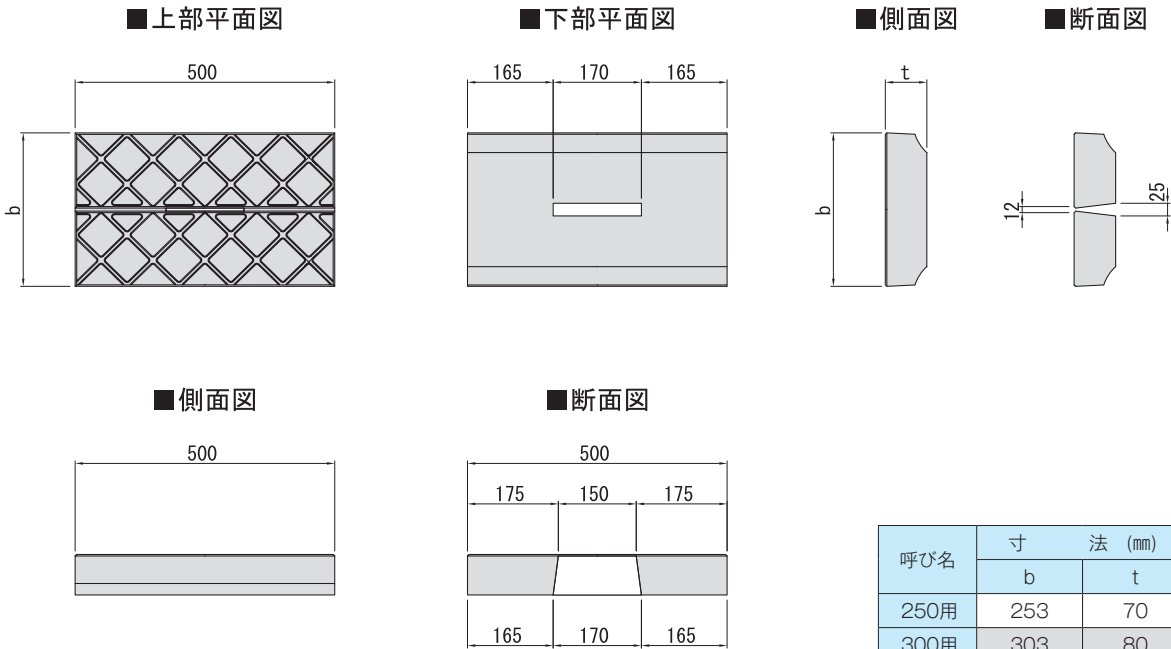 ■上部平面図
■下部平面図
■側面図
■断面図
500
b
165 170 165
b
t
b
12
25
■側面図
■断面図
500
500
175 150 175
165 170 165
呼び名 寸 法 (㎜)
b t
250用 253 70
300用 303 80